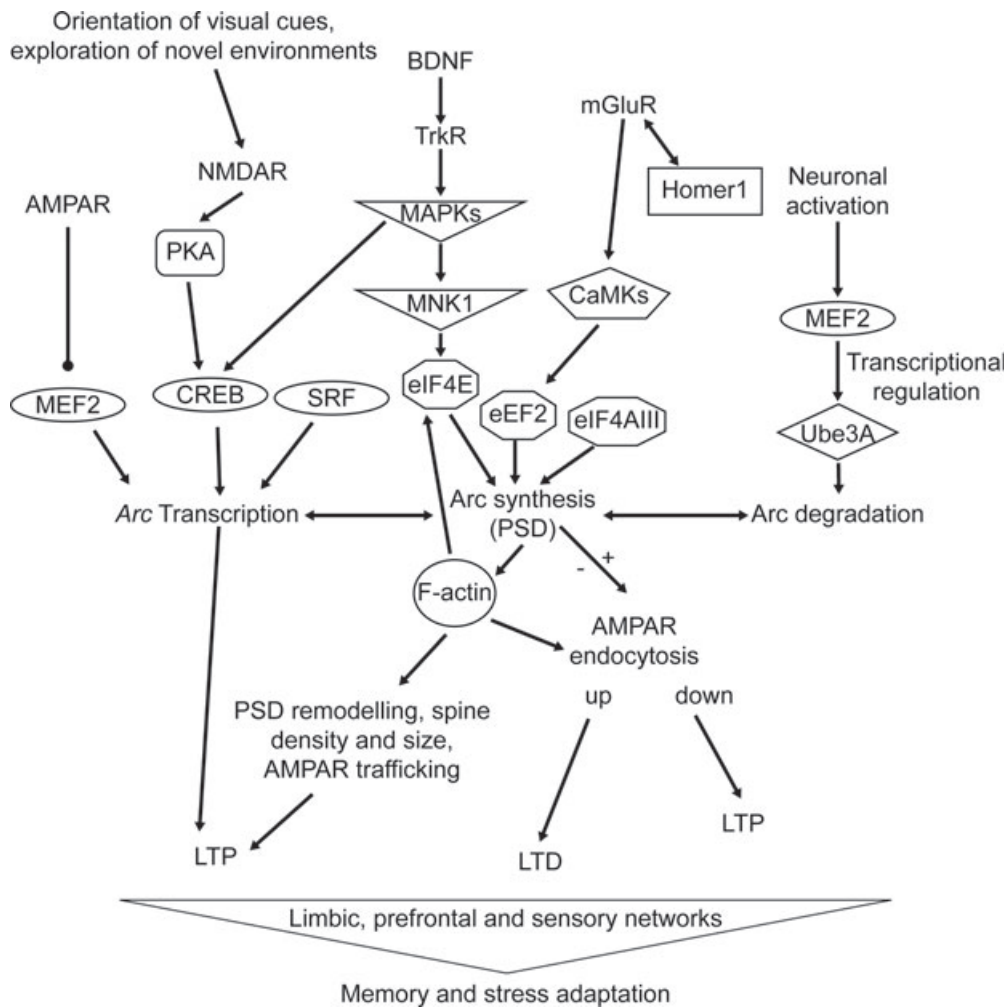 Orientation of visual cues,
exploration of novel environments
BDNF
mGluR
TrkR
NMDAR
Homer1
Neuronal
activation
AMPAR
MAPKs
PKA
CaMKs
MNK1
MEF2
Transcriptional
regulation
MEF2
CREB
SRF
eIF4E
eEF2
eIF4AIII
Ube3A
Arc Transcription
Arc synthesis
(PSD)
Arc degradation
+
-
F-actin
AMPAR
endocytosis
up
down
PSD remodelling, spine
density and size,
AMPAR trafficking
LTP
LTD
LTP
Limbic, prefrontal and sensory networks
Memory and stress adaptation